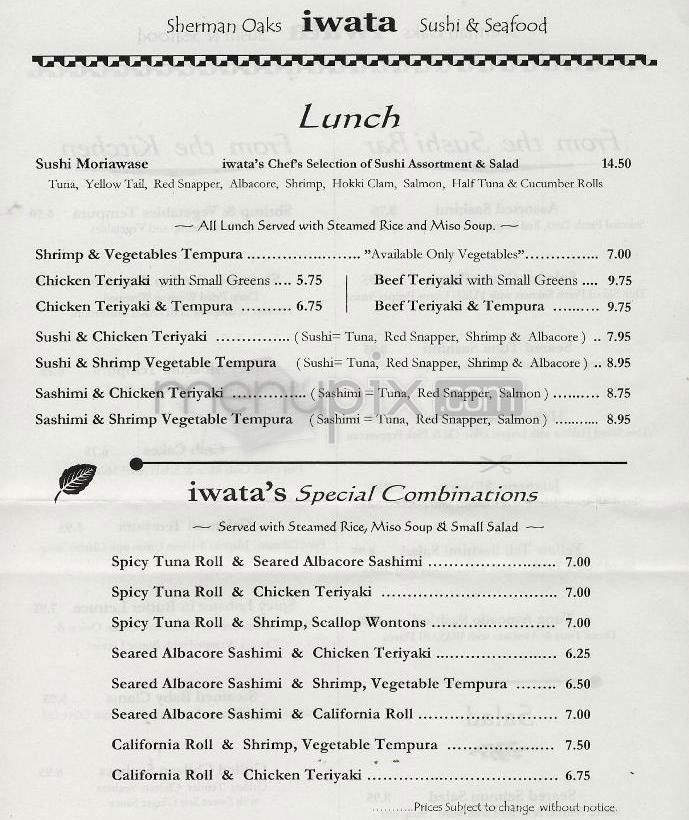 Sherman Oaks iwata Sushi & Seafood
Lunch
Sushi Moriawase iwata's Chef's Selection of Sushi Assortment & Salad 14.50
Tuna, Yellow Tail, Red Snapper, Albacore, Shrimp, Hokki Clam, Salmon, Half Tuna & Cucumber Rolls
~ All Lunch Served with Steamed Rice and Miso Soup. ~
Shrimp & Vegetables Tempura ........................ "Available Only Vegetables"............... 7.00
Chicken Teriyaki with Small Greens .... 5.75 | Beef Teriyaki with Small Greens .... 9.75
Chicken Teriyaki & Tempura .......... 6.75 | Beef Teriyaki & Tempura .......... 9.75
Sushi & Chicken Teriyaki ............... ( Sushi= Tuna, Red Snapper, Shrimp & Albacore ) .. 7.95
Sushi & Shrimp Vegetable Tempura ( Sushi= Tuna, Red Snapper, Shrimp & Albacore ) .. 8.95
Sashimi & Chicken Teriyaki .............. ( Sashimi = Tuna, Red Snapper, Salmon ) .......... 8.75
Sashimi & Shrimp Vegetable Tempura ( Sashimi = Tuna, Red Snapper, Salmon ) .......... 8.95
menupix.com
iwata's Special Combinations
~ Served with Steamed Rice, Miso Soup & Small Salad ~
Spicy Tuna Roll & Seared Albacore Sashimi ........................ 7.00
Spicy Tuna Roll & Chicken Teriyaki ................................. 7.00
Spicy Tuna Roll & Shrimp, Scallop Wontons ....................... 7.00
Seared Albacore Sashimi & Chicken Teriyaki ...................... 6.25
Seared Albacore Sashimi & Shrimp, Vegetable Tempura ........ 6.50
Seared Albacore Sashimi & California Roll ......................... 7.00
California Roll & Shrimp, Vegetable Tempura .................... 7.50
California Roll & Chicken Teriyaki .................................... 6.75
..........Prices Subject to change without notice.